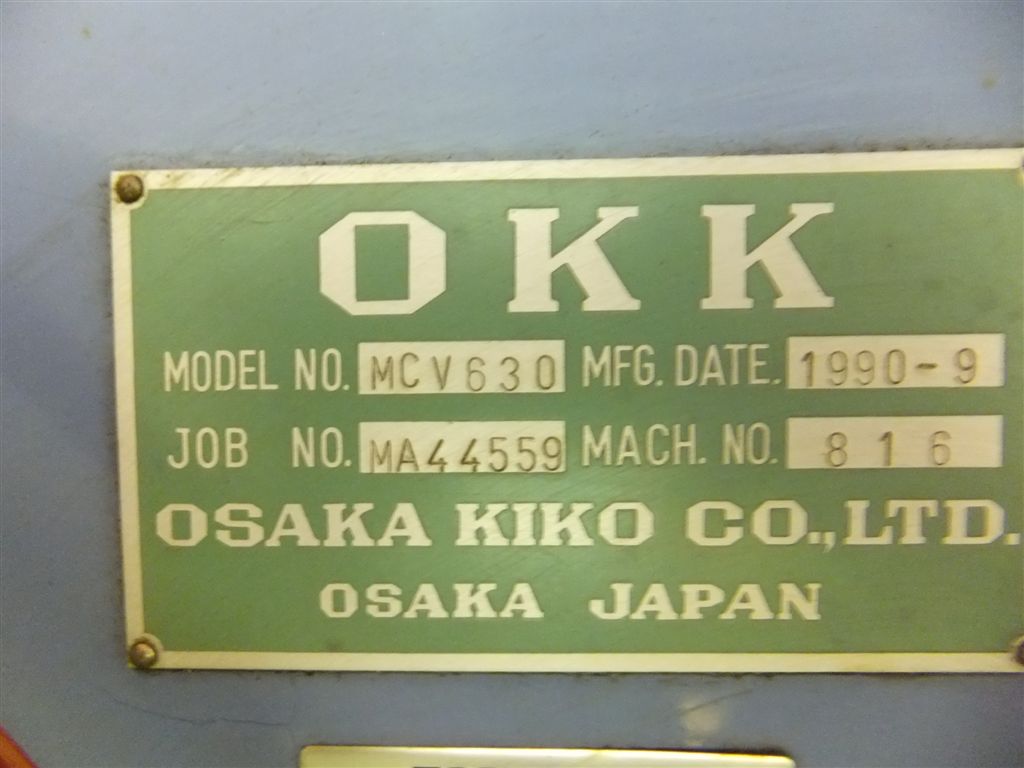 OKK
MODEL NO. MCV630 MFG. DATE. 1990-9
JOB NO. MA44559 MACH. NO. 816
OSAKA KIKO CO.,LTD.
OSAKA JAPAN